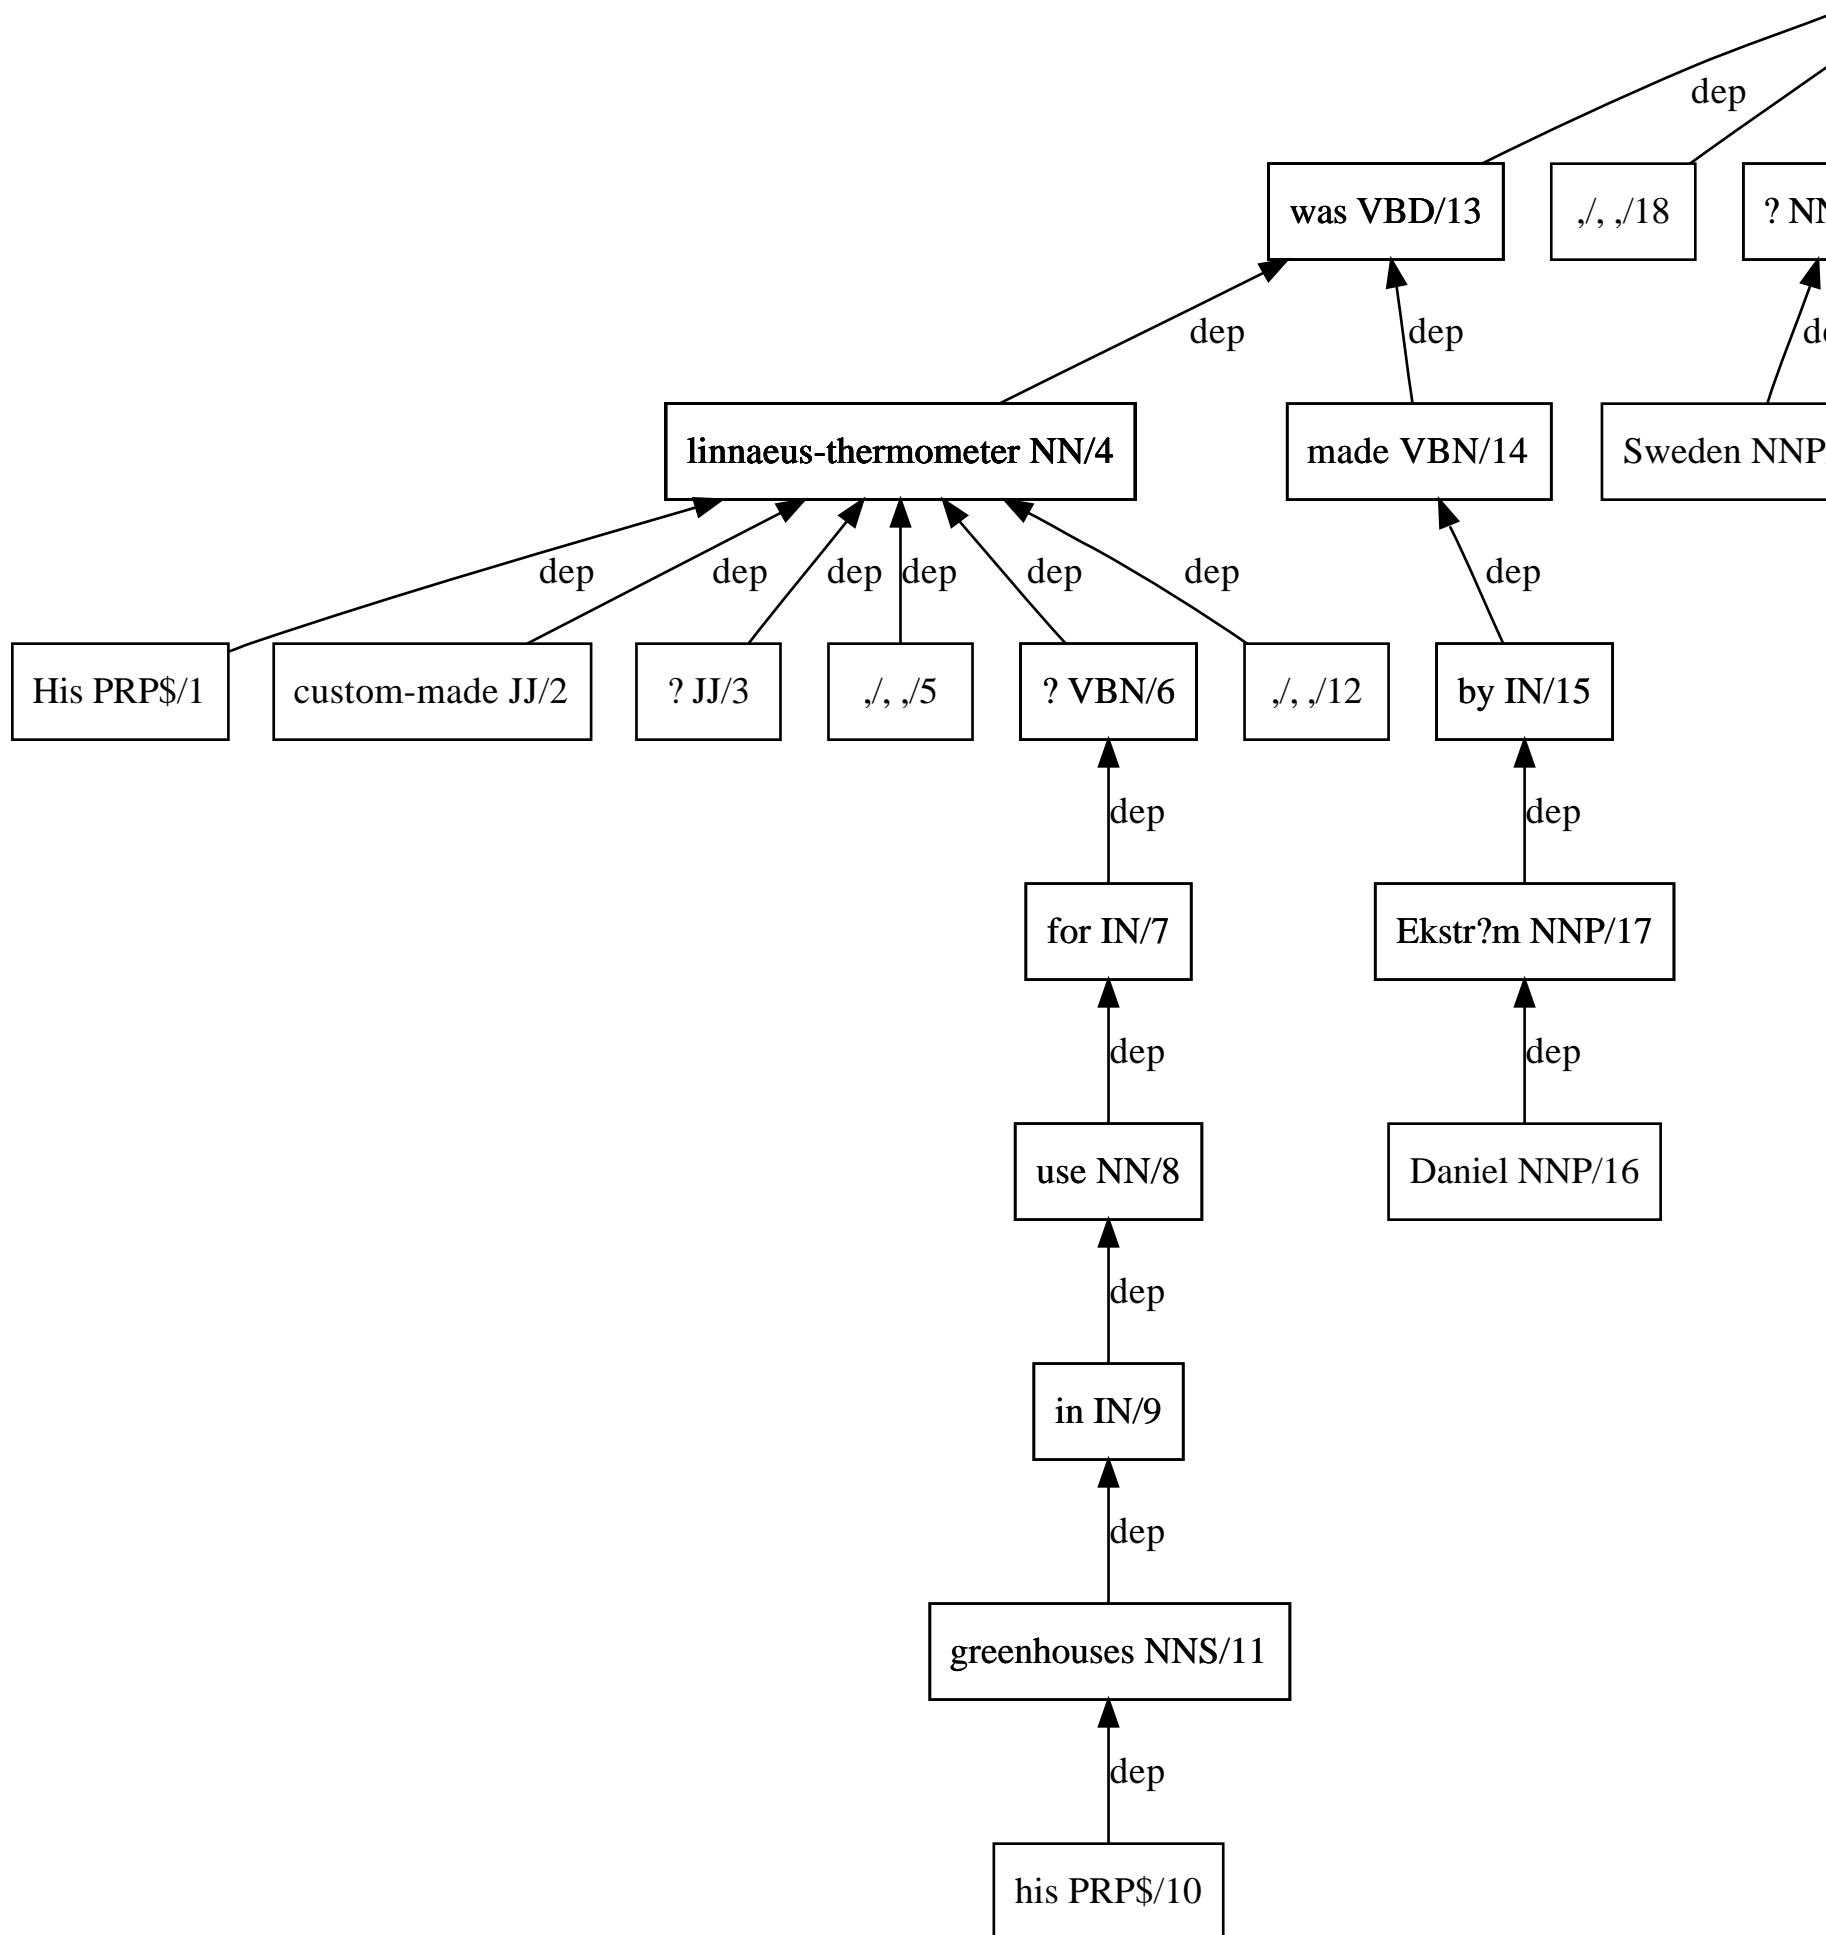 dep
was VBD/13 ,/, ,/18 ? NN
dep dep de
linnaeus-thermometer NN/4 made VBN/14 Sweden NNP
dep dep dep dep dep dep dep
His PRP$/1 custom-made JJ/2 ? JJ/3 ,/, ,/5 ? VBN/6 ,/, ,/12 by IN/15
dep dep
for IN/7 Ekstr?m NNP/17
dep dep
use NN/8 Daniel NNP/16
dep
in IN/9
dep
greenhouses NNS/11
dep
his PRP$/10